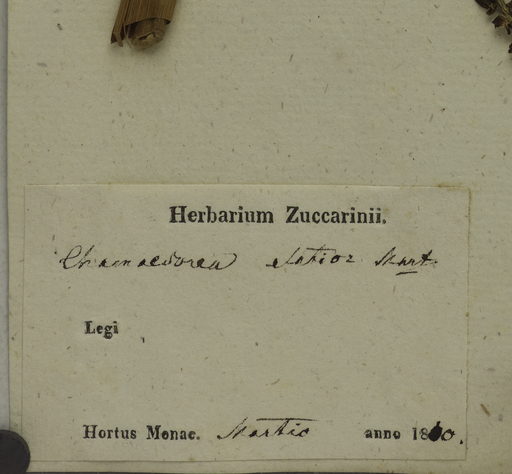 Herbarium Zuccarinii.
Chamaedorea elatior Mart.
Legi
Hortus Monac. Martio anno 18